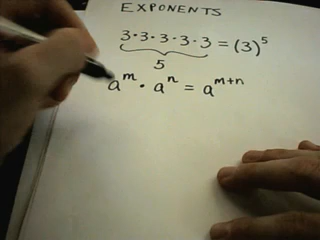 EXPONENTS
3·3·3·3·3 = (3)⁵
5
aᵐ · aⁿ = aᵐ⁺ⁿ